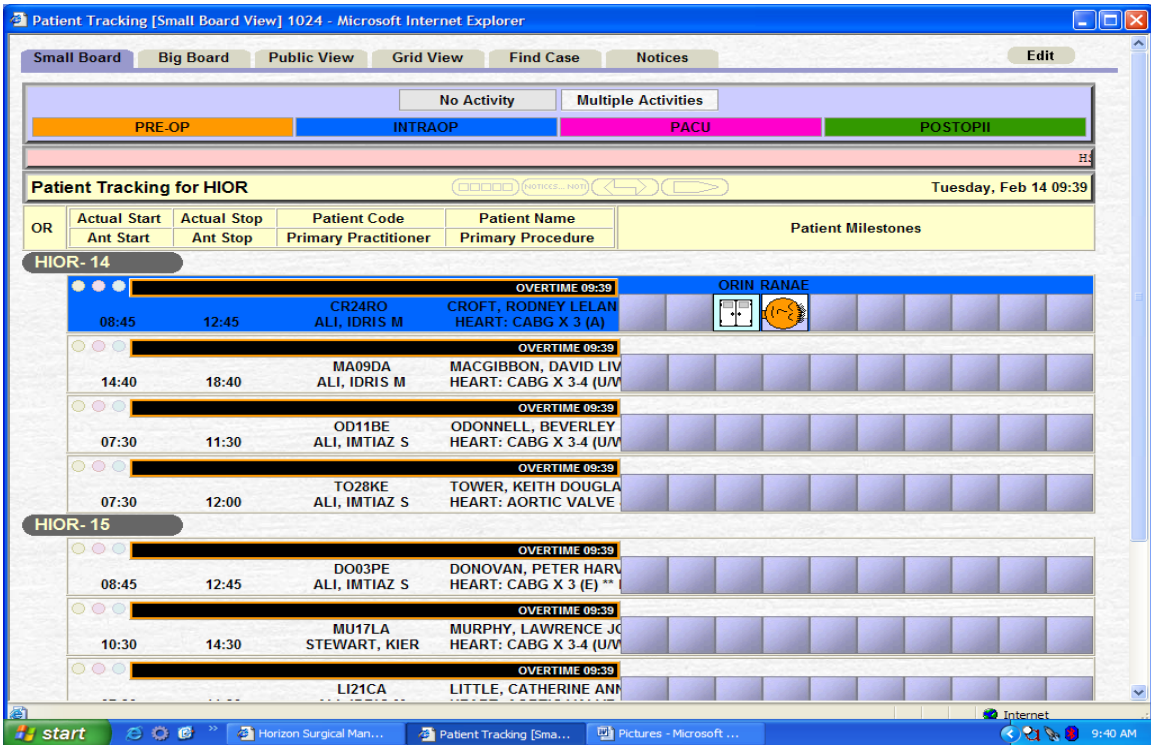 Patient Tracking [Small Board View] 1024 - Microsoft Internet Explorer
Small Board Big Board Public View Grid View Find Case Notices Edit
No Activity Multiple Activities
PRE-OP INTRAOP PACU POSTOPII
Patient Tracking for HIOR NOTICES... NOTI Tuesday, Feb 14 09:39
OR Actual Start Actual Stop Patient Code Patient Name Patient Milestones
Ant Start Ant Stop Primary Practitioner Primary Procedure
HIOR- 14
OVERTIME 09:39 ORIN RANAE
CR24RO CROFT, RODNEY LELAN
08:45 12:45 ALI, IDRIS M HEART: CABG X 3 (A)
OVERTIME 09:39
MA09DA MACGIBBON, DAVID LIV
14:40 18:40 ALI, IDRIS M HEART: CABG X 3-4 (U/W
OVERTIME 09:39
OD11BE ODONNELL, BEVERLEY
07:30 11:30 ALI, IMTIAZ S HEART: CABG X 3-4 (U/W
OVERTIME 09:39
TO28KE TOWER, KEITH DOUGLA
07:30 12:00 ALI, IMTIAZ S HEART: AORTIC VALVE
HIOR- 15
OVERTIME 09:39
DO03PE DONOVAN, PETER HARV
08:45 12:45 ALI, IMTIAZ S HEART: CABG X 3 (E) **
OVERTIME 09:39
MU17LA MURPHY, LAWRENCE JO
10:30 14:30 STEWART, KIER HEART: CABG X 3-4 (U/W
OVERTIME 09:39
LI21CA LITTLE, CATHERINE ANN
Internet
start Horizon Surgical Man... Patient Tracking [Sma... Pictures - Microsoft ... 9:40 AM